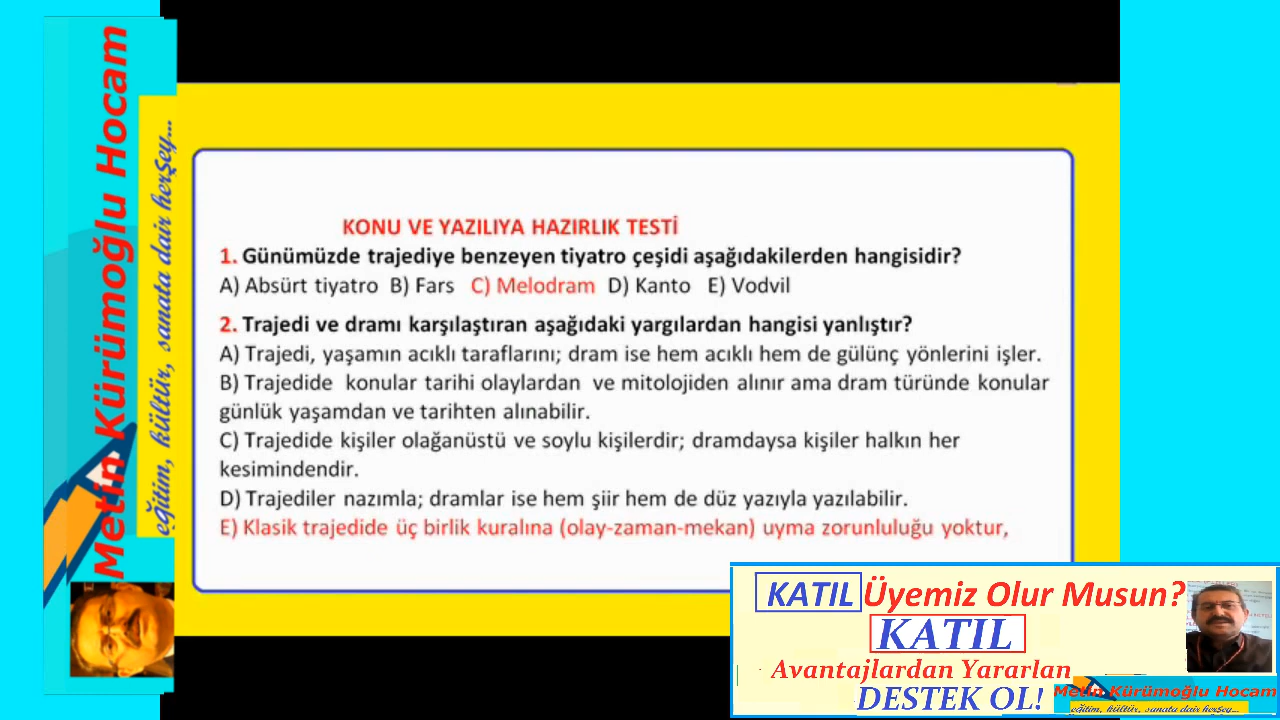 Metin Kürümoğlu Hocam
eğitim, kültür, sanata dair herşey...
KONU VE YAZILIYA HAZIRLIK TESTİ
1. Günümüzde trajediye benzeyen tiyatro çeşidi aşağıdakilerden hangisidir?
A) Absürt tiyatro B) Fars C) Melodram D) Kanto E) Vodvil
2. Trajedi ve dramı karşılaştıran aşağıdaki yargılardan hangisi yanlıştır?
A) Trajedi, yaşamın acıklı taraflarını; dram ise hem acıklı hem de gülünç yönlerini işler.
B) Trajedide konular tarihi olaylardan ve mitolojiden alınır ama dram türünde konular
günlük yaşamdan ve tarihten alınabilir.
C) Trajedide kişiler olağanüstü ve soylu kişilerdir; dramdaysa kişiler halkın her
kesimindendir.
D) Trajediler nazımla; dramlar ise hem şiir hem de düz yazıyla yazılabilir.
E) Klasik trajedide üç birlik kuralına (olay-zaman-mekan) uyma zorunluluğu yoktur,
KATIL Üyemiz Olur Musun?
KATIL
Avantajlardan Yararlan
DESTEK OL!
Metin Kürümoğlu Hocam
eğitim, kültür, sanata dair herşey...